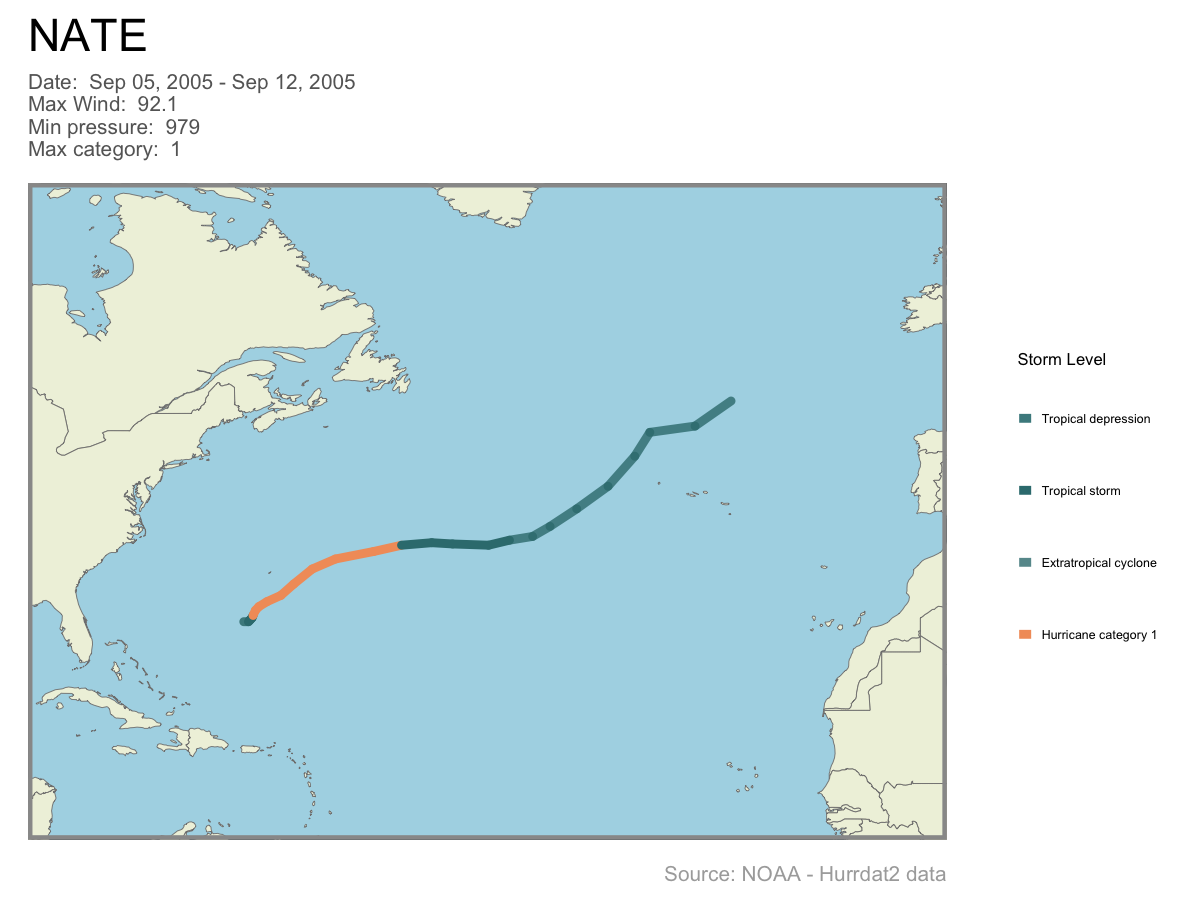 NATE
Date:  Sep 05, 2005 - Sep 12, 2005
Max Wind:  92.1
Min pressure:  979
Max category:  1
Storm Level
Tropical depression
Tropical storm
Extratropical cyclone
Hurricane category 1
Source: NOAA - Hurrdat2 data